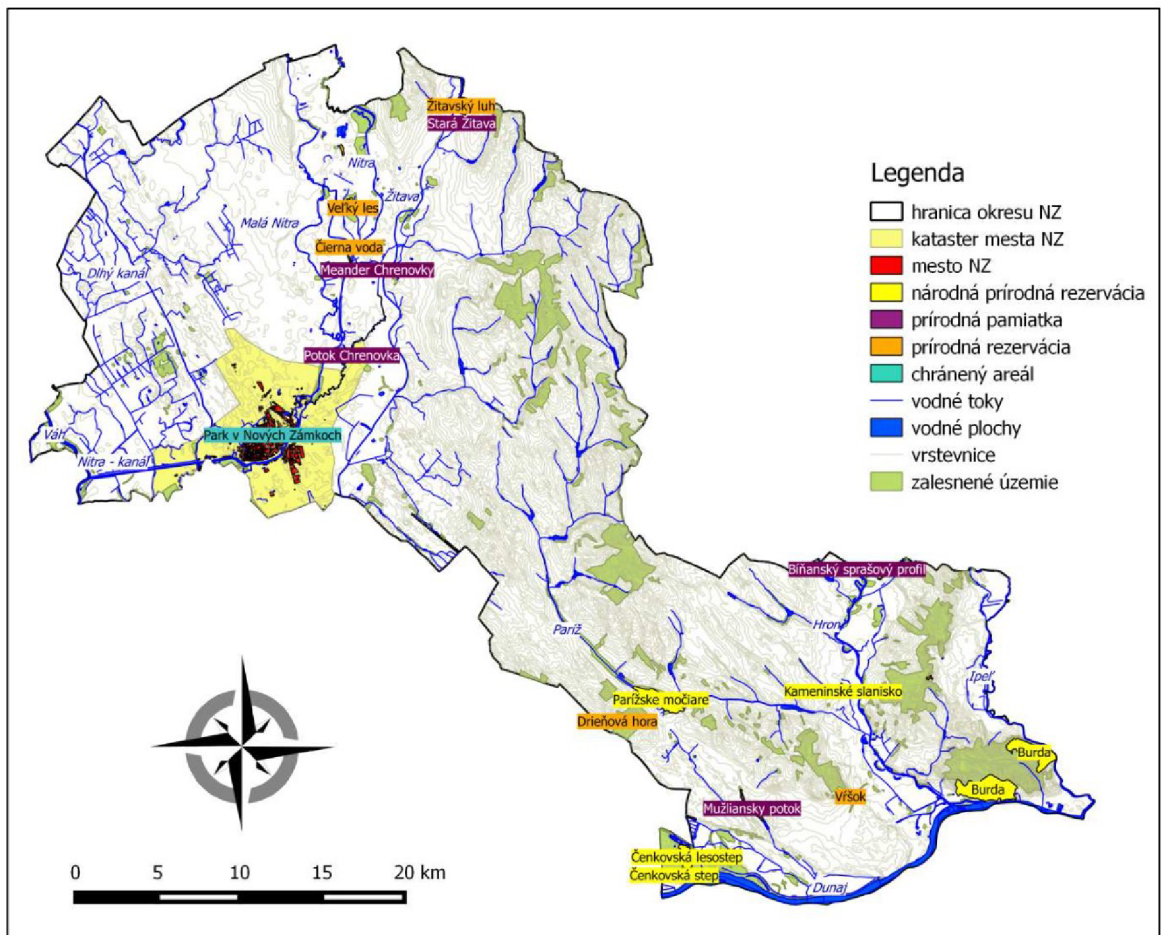 Žitavský luh
Stará Žitava
Nitra
Žitava
Veľký les
Malá Nitra
Čierna voda
Meander Chrenovky
Dlhý kanál
Potok Chrenovka
Park v Nových Zámkoch
Váh
Nitra - kanál
Legenda
hranica okresu NZ
kataster mesta NZ
mesto NZ
národná prírodná rezervácia
prírodná pamiatka
prírodná rezervácia
chránený areál
vodné toky
vodné plochy
vrstevnice
zalesnené územie
Bíňanský sprašový profil
Hron
Paríž
Ipeľ
Kameninské slanisko
Parížske močiare
Drieňová hora
Burda
Burda
Vŕšok
Mužliansky potok
Čenkovská lesostep
Čenkovská step
Dunaj
0 5 10 15 20 km